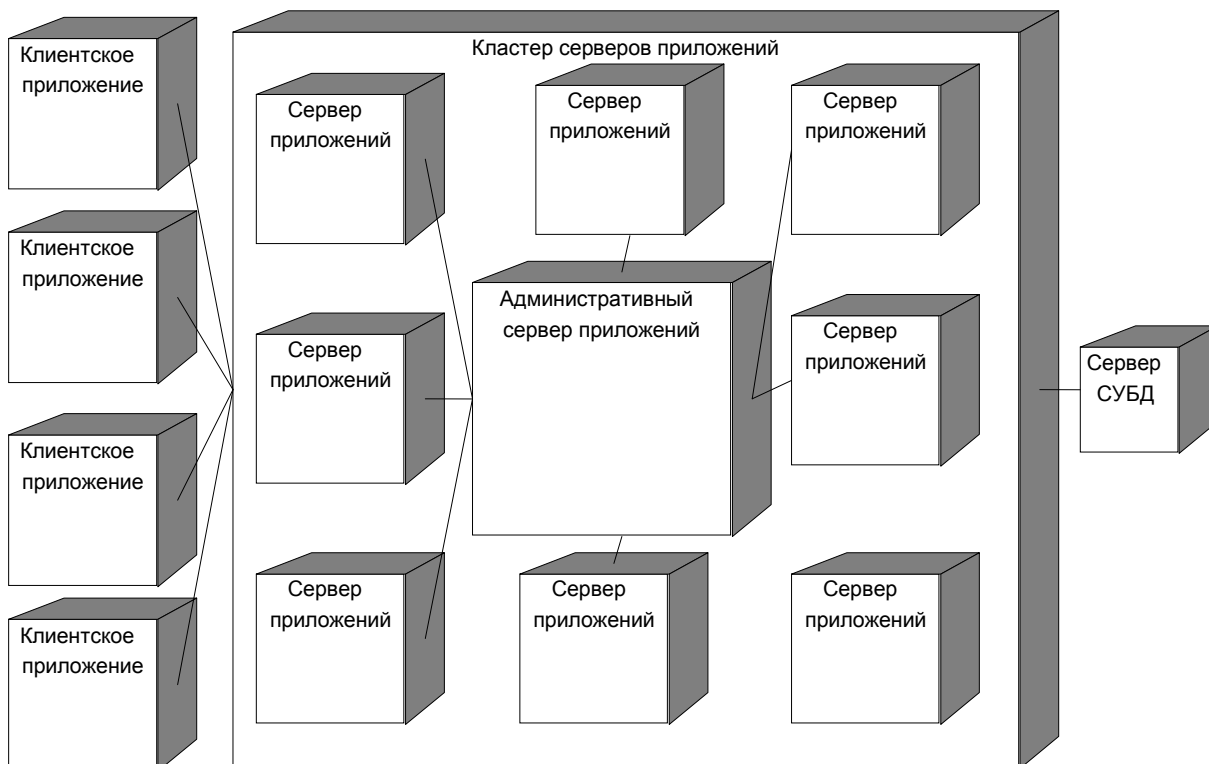 Кластер серверов приложений
Клиентское
приложение
Клиентское
приложение
Клиентское
приложение
Клиентское
приложение
Сервер
приложений
Сервер
приложений
Сервер
приложений
Сервер
приложений
Административный
сервер приложений
Сервер
приложений
Сервер
приложений
Сервер
приложений
Сервер
приложений
Сервер
СУБД